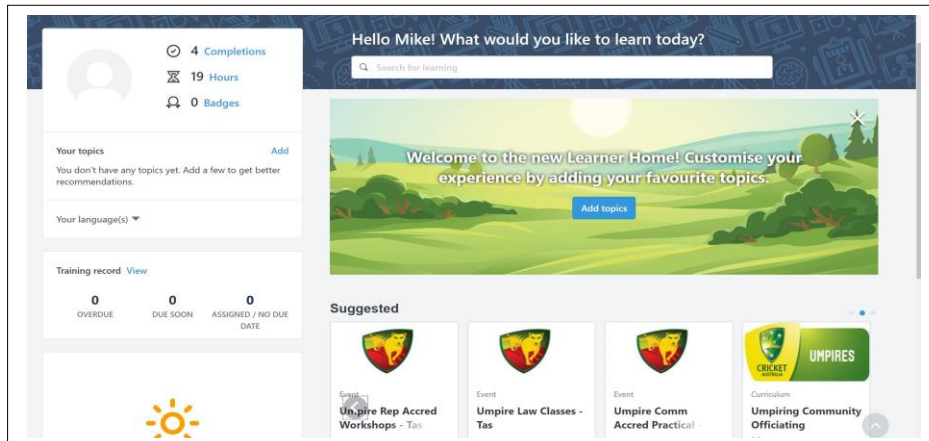 4 Completions
19 Hours
0 Badges
Your topics
Add
You don't have any topics yet. Add a few to get better
recommendations.
Your language(s)
Training record View
0
OVERDUE
0
DUE SOON
0
ASSIGNED / NO DUE
DATE
Hello Mike! What would you like to learn today?
Search for learning
Welcome to the new Learner Home! Customise your
experience by adding your favourite topics.
Add topics
Suggested
Event
Umpire Rep Accred
Workshops - Tas
Event
Umpire Law Classes -
Tas
Event
Umpire Comm
Accred Practical -
CRICKET
AUSTRALIA
UMPIRES
Curriculum
Umpiring Community
Officiating